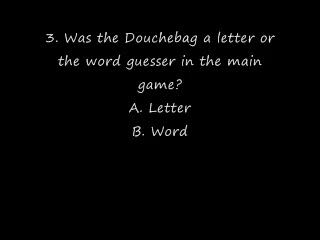 3. Was the Douchebag a letter or
the word guesser in the main
game?
A. Letter
B. Word